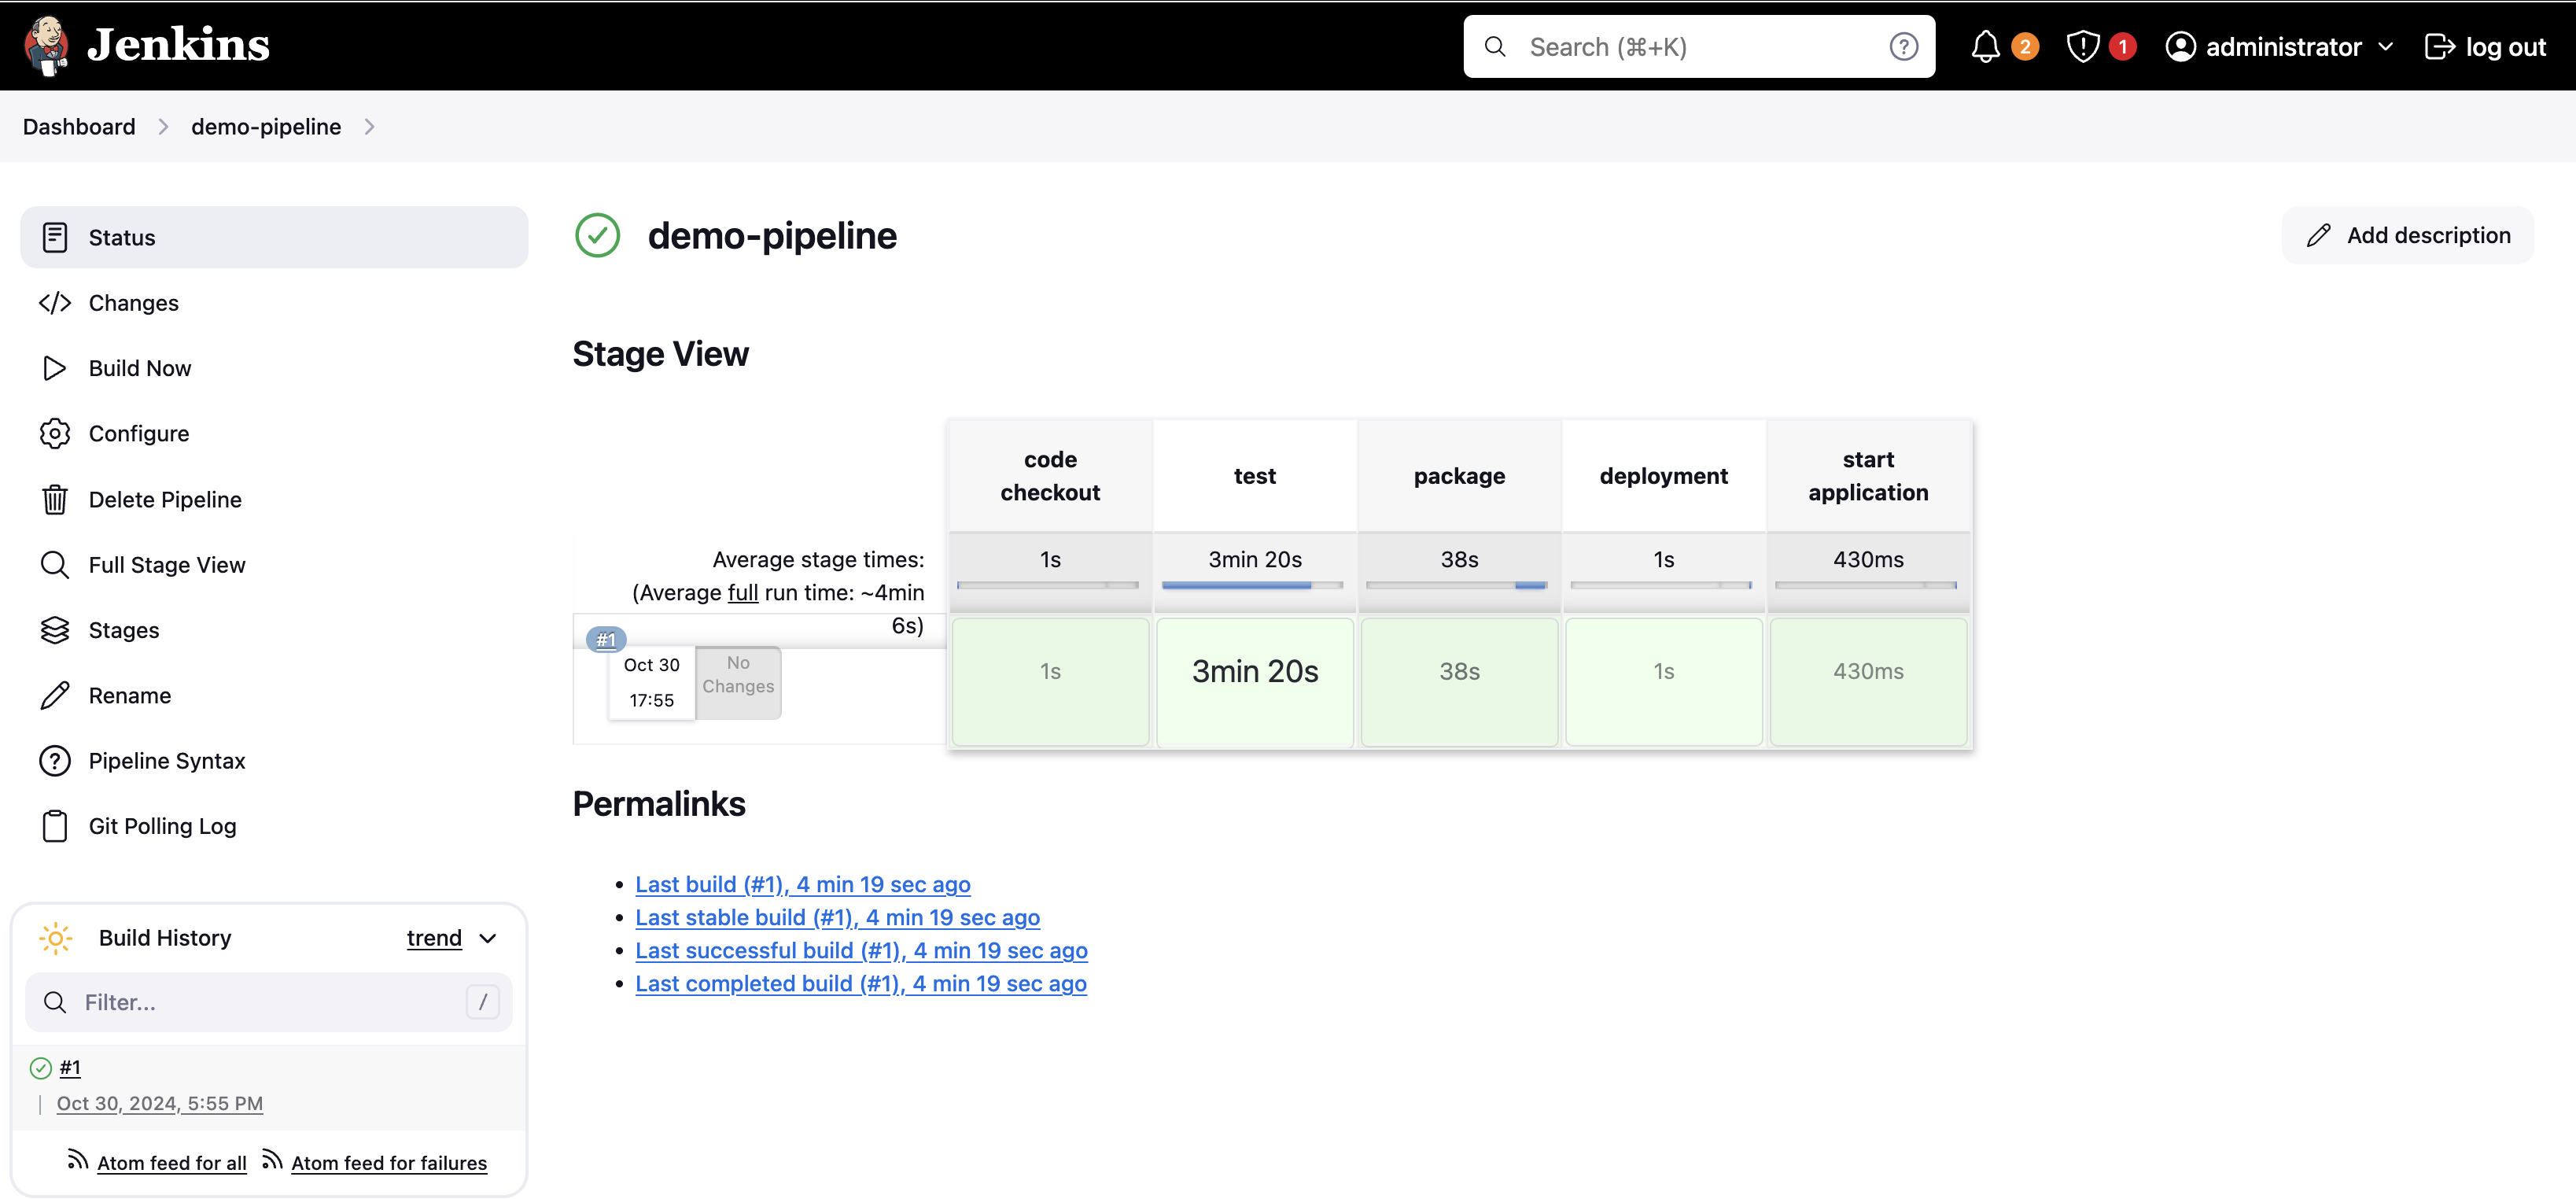 Jenkins
Search (⌘+K)
2
1
administrator
log out
Dashboard
demo-pipeline
Status
Changes
Build Now
Configure
Delete Pipeline
Full Stage View
Stages
Rename
Pipeline Syntax
Git Polling Log
Build History
trend
Filter...
/
#1
Oct 30, 2024, 5:55 PM
Atom feed for all
Atom feed for failures
demo-pipeline
Add description
Stage View
code
checkout
test
package
deployment
start
application
Average stage times:
(Average full run time: ~4min
6s)
1s
3min 20s
38s
1s
430ms
#1
Oct 30
17:55
No
Changes
1s
3min 20s
38s
1s
430ms
Permalinks
Last build (#1), 4 min 19 sec ago
Last stable build (#1), 4 min 19 sec ago
Last successful build (#1), 4 min 19 sec ago
Last completed build (#1), 4 min 19 sec ago